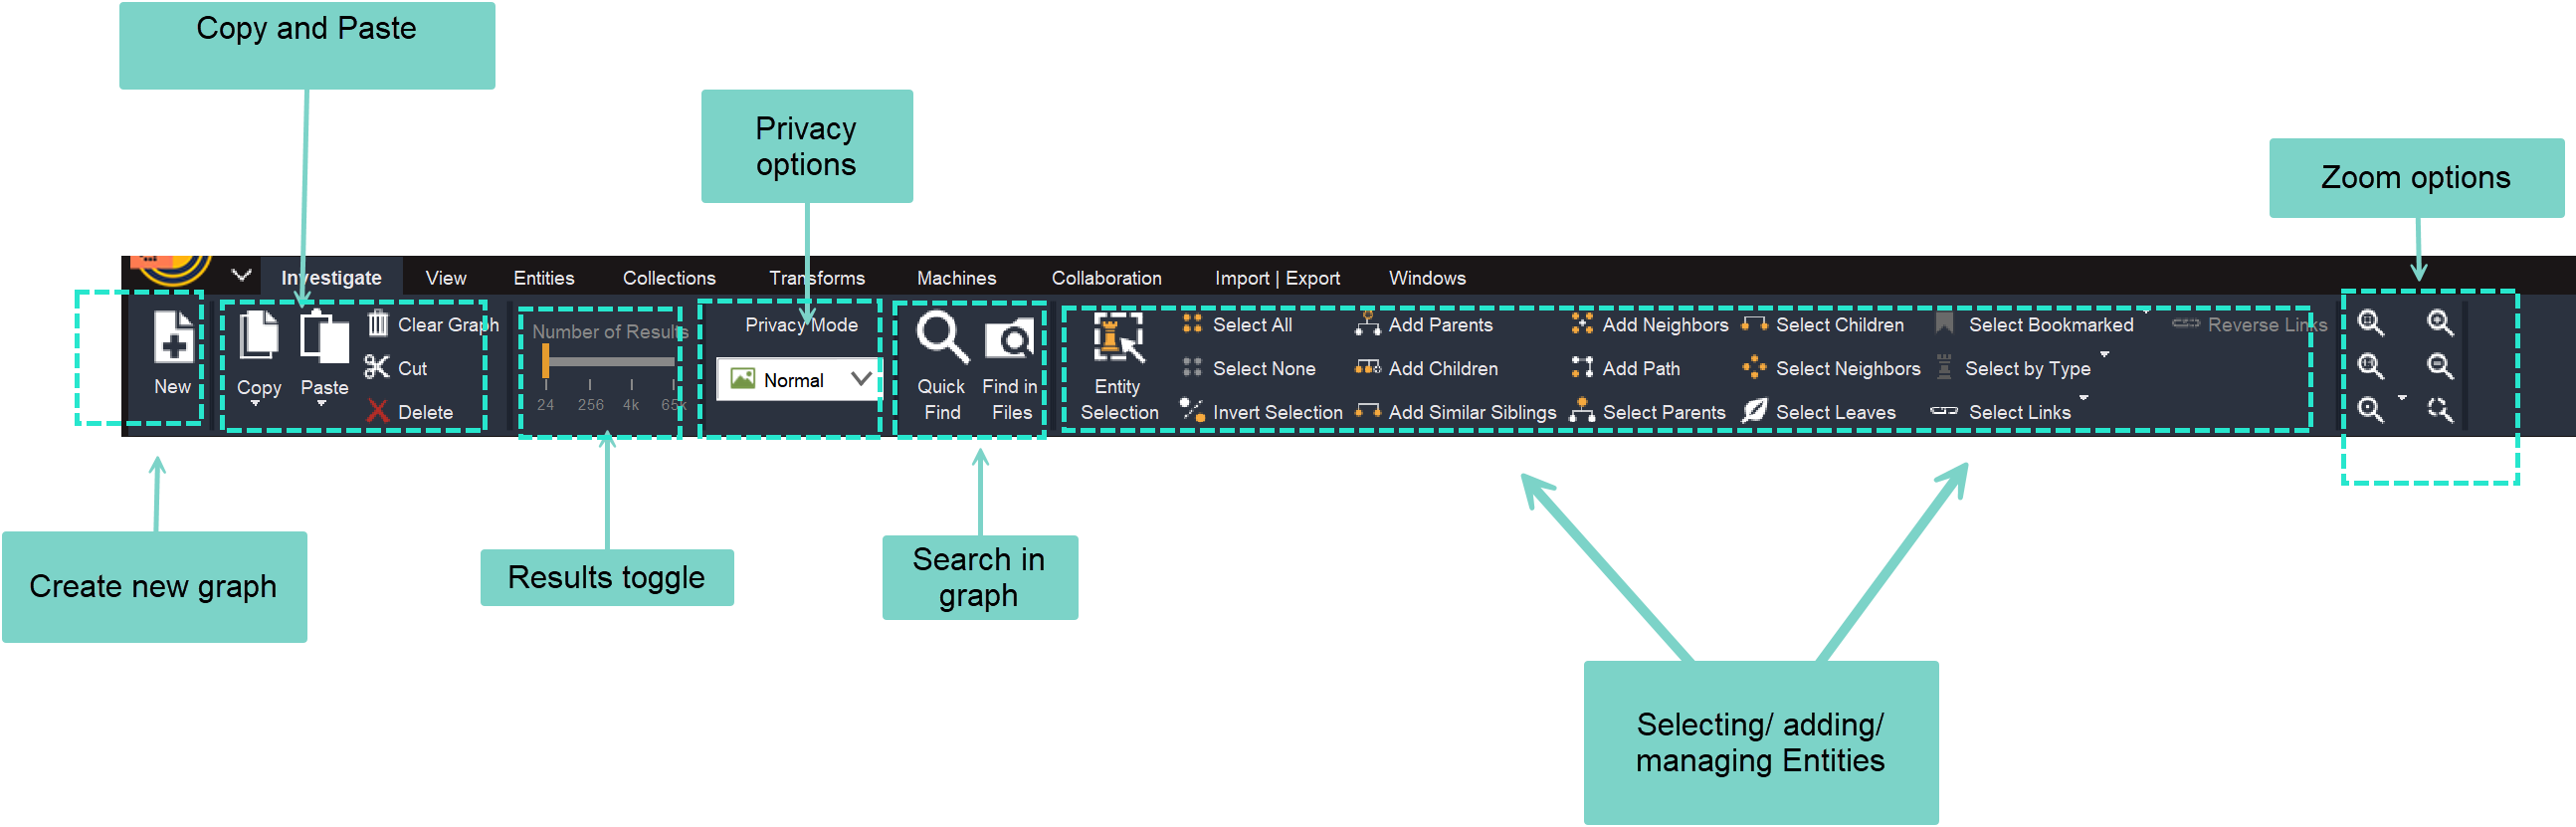 Copy and Paste
Privacy
options
Zoom options
Investigate View Entities Collections Transforms Machines Collaboration Import | Export Windows
New
Copy
Paste
Clear Graph
Cut
Delete
Number of Results
24 256 4k 65k
Privacy Mode
Normal
Quick
Find
Find in
Files
Entity
Selection
Select All
Select None
Invert Selection
Add Parents
Add Children
Add Similar Siblings
Add Neighbors
Add Path
Select Parents
Select Children
Select Neighbors
Select Leaves
Select Bookmarked
Select by Type
Select Links
Reverse Links
Create new graph
Results toggle
Search in
graph
Selecting/ adding/
managing Entities